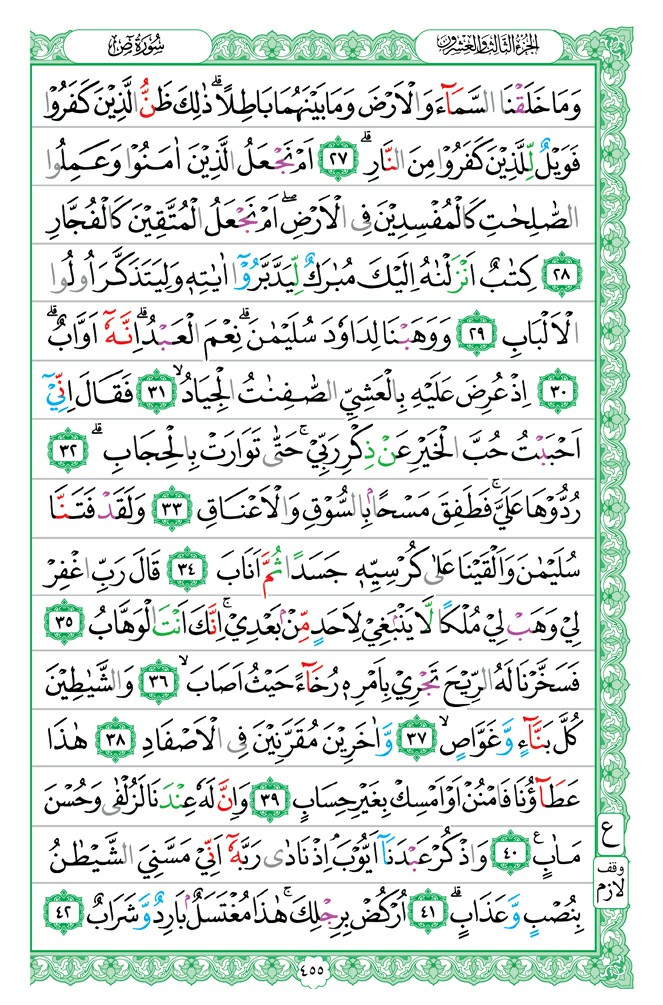 الجزء الثالث والعشرون
سُورَة صٓ
وَمَا خَلَقْنَا السَّمَآءَ وَالْاَرْضَ وَمَا بَيْنَهُمَا بَاطِلًا ۗ ذٰلِكَ ظَنُّ الَّذِيْنَ كَفَرُوْا
فَوَيْلٌ لِّلَّذِيْنَ كَفَرُوْا مِنَ النَّارِ ۗ ٢٧ اَمْ نَجْعَلُ الَّذِيْنَ اٰمَنُوْا وَعَمِلُوا
الصّٰلِحٰتِ كَالْمُفْسِدِيْنَ فِى الْاَرْضِ ۖ اَمْ نَجْعَلُ الْمُتَّقِيْنَ كَالْفُجَّارِ
٢٨ كِتٰبٌ اَنْزَلْنٰهُ اِلَيْكَ مُبٰرَكٌ لِّيَدَّبَّرُوْٓا اٰيٰتِهٖ وَلِيَتَذَكَّرَ اُولُوا
الْاَلْبَابِ ٢٩ وَوَهَبْنَا لِدَاوٗدَ سُلَيْمٰنَ ۗ نِعْمَ الْعَبْدُ ۗ اِنَّهٗٓ اَوَّابٌ ۗ
٣٠ اِذْ عُرِضَ عَلَيْهِ بِالْعَشِيِّ الصّٰفِنٰتُ الْجِيَادُ ۙ ٣١ فَقَالَ اِنِّيْٓ
اَحْبَبْتُ حُبَّ الْخَيْرِ عَنْ ذِكْرِ رَبِّيْ ۚ حَتّٰى تَوَارَتْ بِالْحِجَابِ ۗ ٣٢
رُدُّوْهَا عَلَيَّ ۚ فَطَفِقَ مَسْحًاۢ بِالسُّوْقِ وَالْاَعْنَاقِ ٣٣ وَلَقَدْ فَتَنَّا
سُلَيْمٰنَ وَاَلْقَيْنَا عَلٰى كُرْسِيِّهٖ جَسَدًا ثُمَّ اَنَابَ ٣٤ قَالَ رَبِّ اغْفِرْ
لِيْ وَهَبْ لِيْ مُلْكًا لَّا يَنْۢبَغِيْ لِاَحَدٍ مِّنْۢ بَعْدِيْ ۚ اِنَّكَ اَنْتَ الْوَهَّابُ ٣٥
فَسَخَّرْنَا لَهُ الرِّيْحَ تَجْرِيْ بِاَمْرِهٖ رُخَآءً حَيْثُ اَصَابَ ۙ ٣٦ وَالشَّيٰطِيْنَ
كُلَّ بَنَّآءٍ وَّغَوَّاصٍ ۙ ٣٧ وَّاٰخَرِيْنَ مُقَرَّنِيْنَ فِى الْاَصْفَادِ ٣٨ هٰذَا
عَطَآؤُنَا فَامْنُنْ اَوْ اَمْسِكْ بِغَيْرِ حِسَابٍ ٣٩ وَاِنَّ لَهٗ عِنْدَنَا لَزُلْفٰى وَحُسْنَ
مَاٰبٍ ࣖ ٤٠ وَاذْكُرْ عَبْدَنَآ اَيُّوْبَ ۘ اِذْ نَادٰى رَبَّهٗٓ اَنِّيْ مَسَّنِيَ الشَّيْطٰنُ
بِنُصْبٍ وَّعَذَابٍ ۗ ٤١ اُرْكُضْ بِرِجْلِكَ ۚ هٰذَا مُغْتَسَلٌۢ بَارِدٌ وَّشَرَابٌ ٤٢
ع
وقف
لازم
٤٥٥